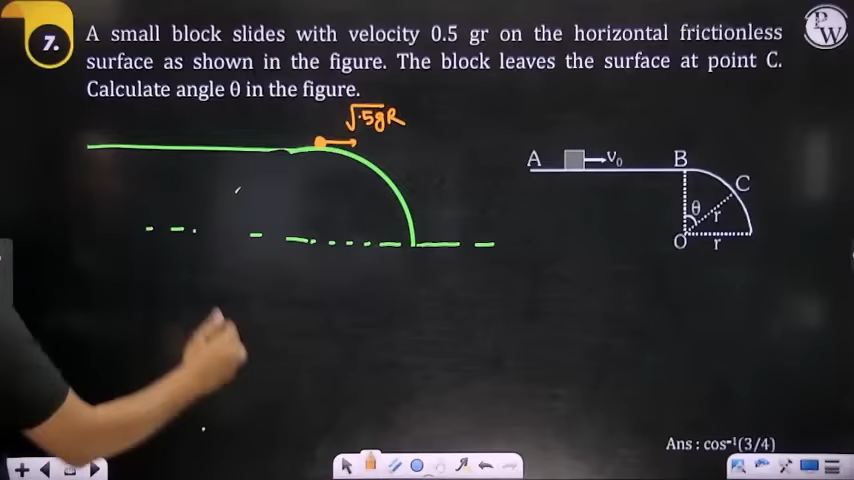 7.
A small block slides with velocity 0.5 gr on the horizontal frictionless
surface as shown in the figure. The block leaves the surface at point C.
Calculate angle θ in the figure.
√.5gR
A
v₀
B
C
θ
r
O
r
Ans : cos⁻¹(3/4)
P
W